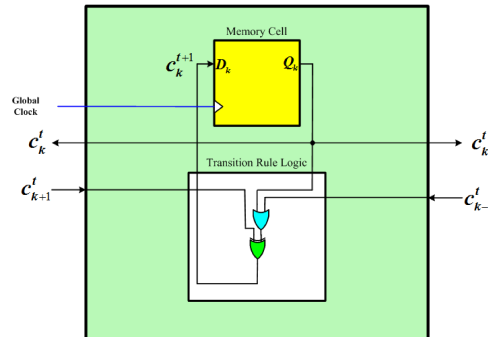 Memory Cell
c_k^{t+1} D_k Q_k
Global
Clock
c_k^t c_k^t
Transition Rule Logic
c_{k+1}^t c_{k-